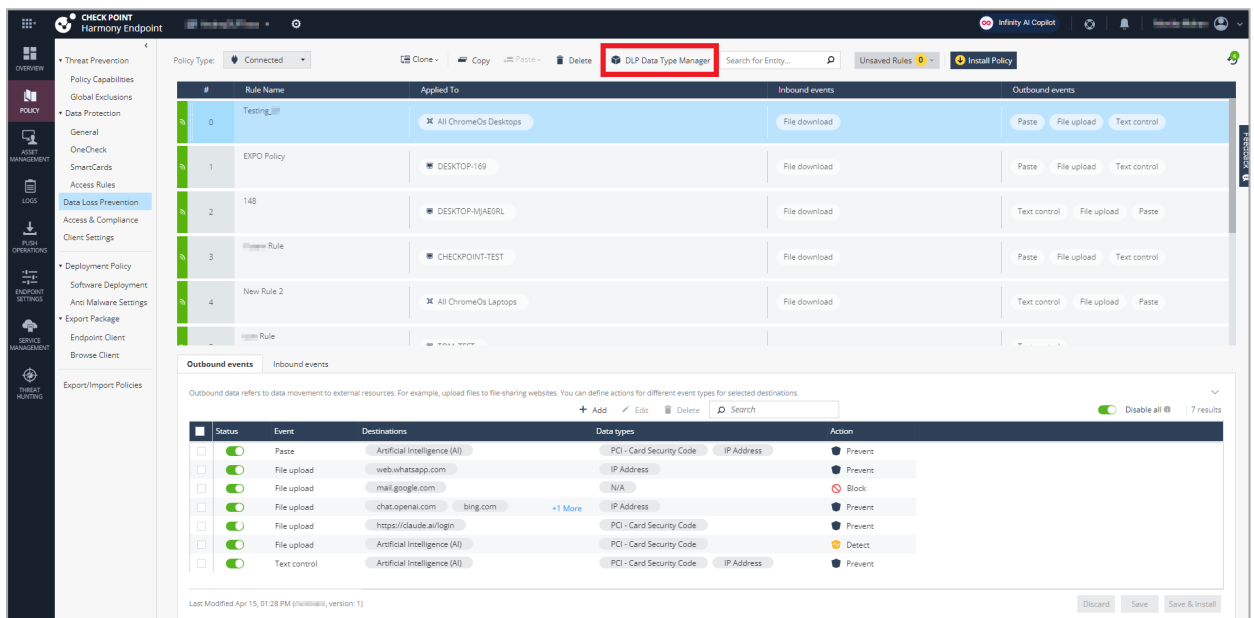 CHECK POINT
Harmony Endpoint
Infinity AI Copilot
OVERVIEW
POLICY
ASSET
MANAGEMENT
LOGS
PUSH
OPERATIONS
ENDPOINT
SETTINGS
SERVICE
MANAGEMENT
THREAT
HUNTING
Threat Prevention
Policy Capabilities
Global Exclusions
Data Protection
General
OneCheck
SmartCards
Access Rules
Data Loss Prevention
Access & Compliance
Client Settings
Deployment Policy
Software Deployment
Anti Malware Settings
Export Package
Endpoint Client
Browse Client
Export/Import Policies
Policy Type: Connected Clone Copy Paste Delete DLP Data Type Manager Search for Entity... Unsaved Rules 0 Install Policy
# Rule Name Applied To Inbound events Outbound events
0 Testing_ All ChromeOs Desktops File download Paste File upload Text control
1 EXPO Policy DESKTOP-169 File download Paste File upload Text control
2 148 DESKTOP-MJAE0RL File download Text control File upload Paste
3 Rule CHECKPOINT-TEST File download Paste File upload Text control
4 New Rule 2 All ChromeOs Laptops File download Text control File upload Paste
Rule
Feedback
Outbound events Inbound events
Outbound data refers to data movement to external resources. For example, upload files to file-sharing websites. You can define actions for different event types for selected destinations.
+ Add Edit Delete Search Disable all 7 results
Status Event Destinations Data types Action
Paste Artificial Intelligence (AI) PCI - Card Security Code IP Address Prevent
File upload web.whatsapp.com IP Address Prevent
File upload mail.google.com N/A Block
File upload chat.openai.com bing.com +1 More IP Address Prevent
File upload https://claude.ai/login PCI - Card Security Code Prevent
File upload Artificial Intelligence (AI) PCI - Card Security Code Detect
Text control Artificial Intelligence (AI) PCI - Card Security Code IP Address Prevent
Last Modified Apr 15, 01:28 PM ( , version: 1) Discard Save Save & Install